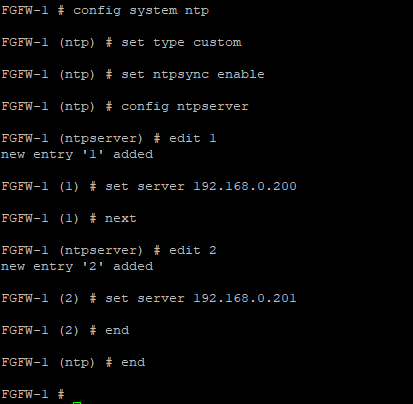 FGFW-1 # config system ntp
FGFW-1 (ntp) # set type custom
FGFW-1 (ntp) # set ntpsync enable
FGFW-1 (ntp) # config ntpserver
FGFW-1 (ntpserver) # edit 1
new entry '1' added
FGFW-1 (1) # set server 192.168.0.200
FGFW-1 (1) # next
FGFW-1 (ntpserver) # edit 2
new entry '2' added
FGFW-1 (2) # set server 192.168.0.201
FGFW-1 (2) # end
FGFW-1 (ntp) # end
FGFW-1 #